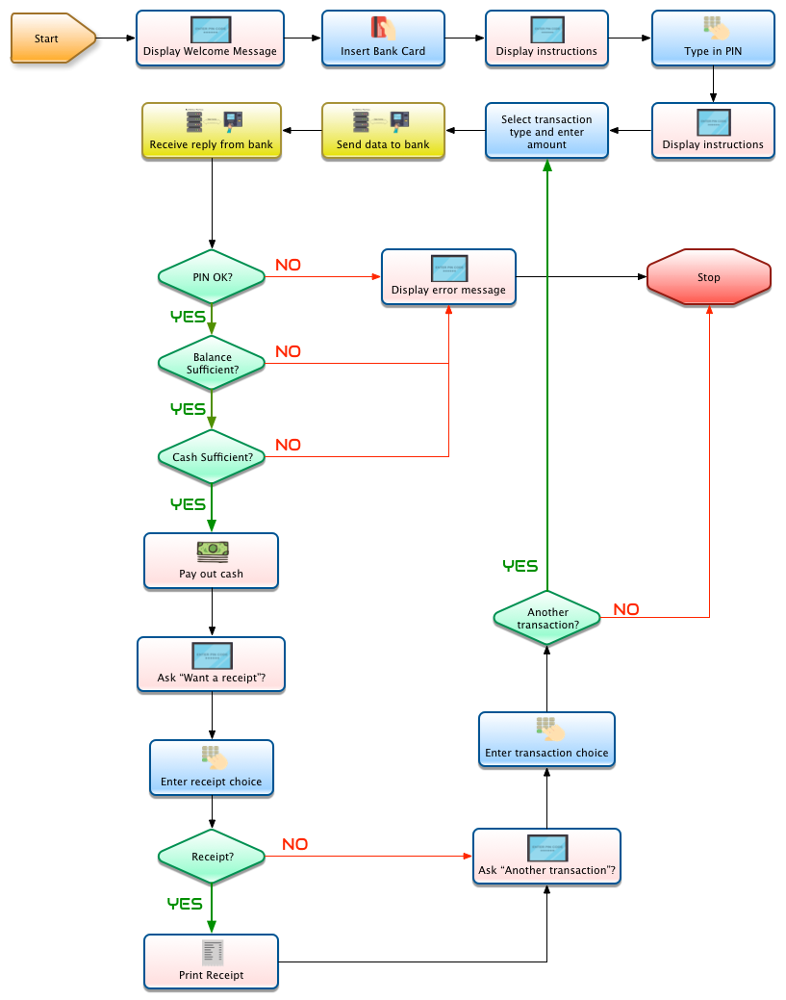 Start
Display Welcome Message
Insert Bank Card
Display instructions
Type in PIN
Receive reply from bank
Send data to bank
Select transaction
type and enter
amount
Display instructions
PIN OK?
NO
Display error message
Stop
YES
Balance
Sufficient?
NO
YES
Cash Sufficient?
NO
YES
Pay out cash
YES
Another
transaction?
NO
Ask “Want a receipt”?
Enter transaction choice
Enter receipt choice
Receipt?
NO
Ask “Another transaction”?
YES
Print Receipt